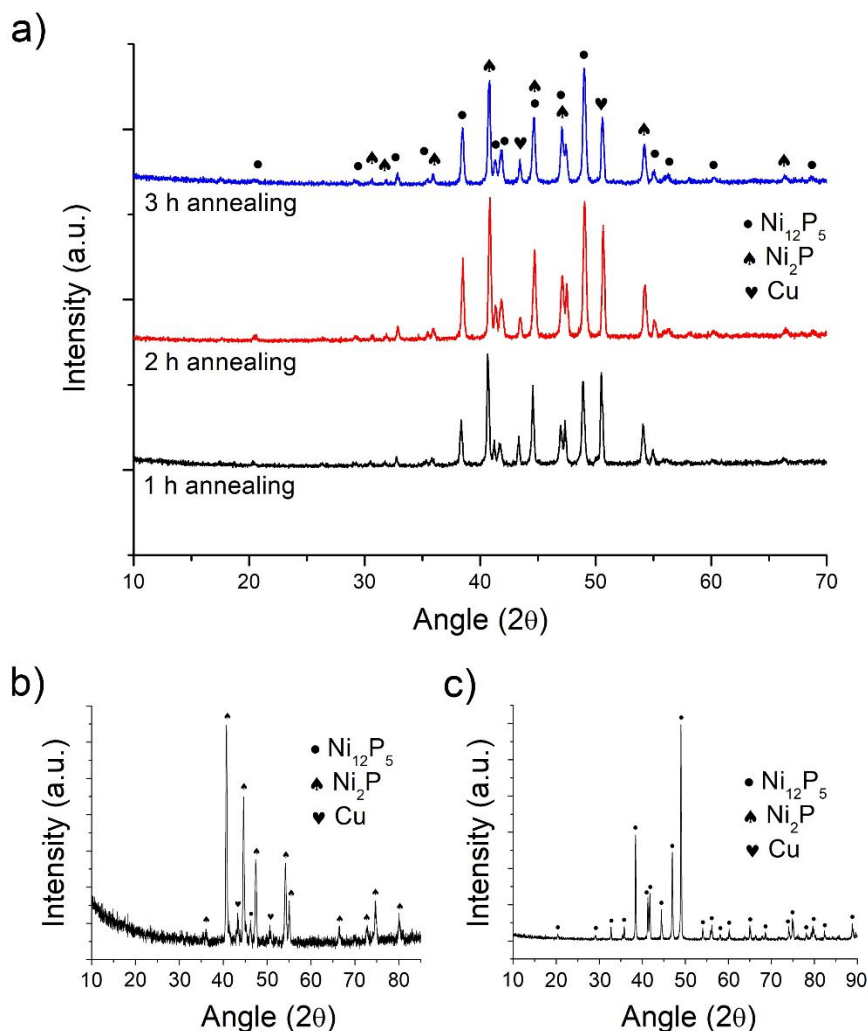 a)
Intensity (a.u.)
3 h annealing
2 h annealing
1 h annealing
● Ni₁₂P₅
♠ Ni₂P
♥ Cu
10 20 30 40 50 60 70
Angle (2θ)
b)
Intensity (a.u.)
● Ni₁₂P₅
♠ Ni₂P
♥ Cu
10 20 30 40 50 60 70 80
Angle (2θ)
c)
Intensity (a.u.)
● Ni₁₂P₅
♠ Ni₂P
♥ Cu
10 20 30 40 50 60 70 80 90
Angle (2θ)